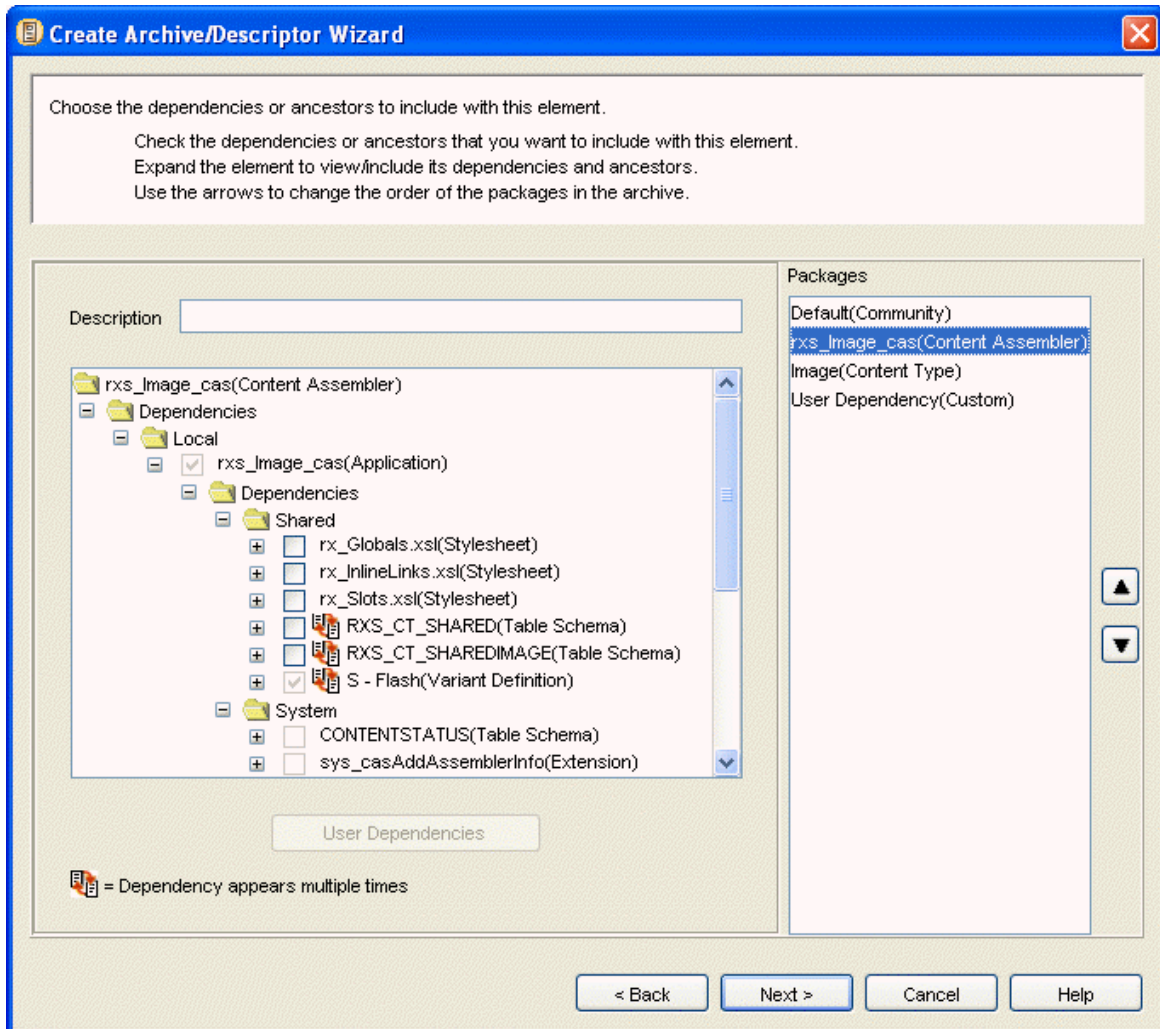 Create Archive/Descriptor Wizard
Choose the dependencies or ancestors to include with this element.
Check the dependencies or ancestors that you want to include with this element.
Expand the element to view/include its dependencies and ancestors.
Use the arrows to change the order of the packages in the archive.
Description
rxs_Image_cas(Content Assembler)
Dependencies
Local
rxs_Image_cas(Application)
Dependencies
Shared
rx_Globals.xsl(Stylesheet)
rx_InlineLinks.xsl(Stylesheet)
rx_Slots.xsl(Stylesheet)
RXS_CT_SHARED(Table Schema)
RXS_CT_SHAREDIMAGE(Table Schema)
S - Flash(Variant Definition)
System
CONTENTSTATUS(Table Schema)
sys_casAddAssemblerInfo(Extension)
User Dependencies
= Dependency appears multiple times
Packages
Default(Community)
rxs_Image_cas(Content Assembler)
Image(Content Type)
User Dependency(Custom)
< Back
Next >
Cancel
Help